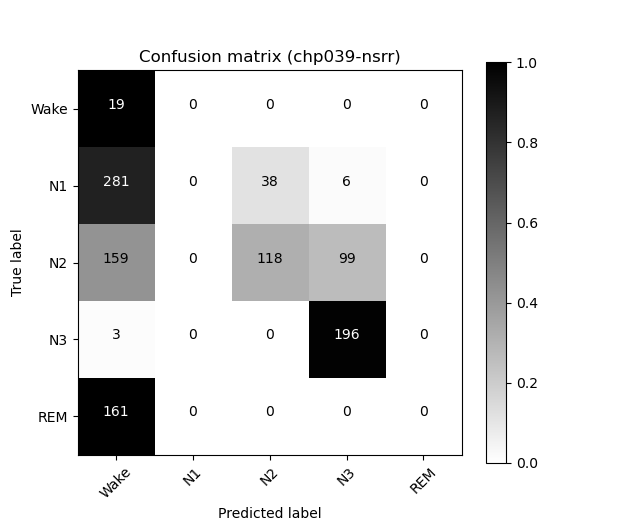 Confusion matrix (chp039-nsrr)
Wake 19 0 0 0 0
N1 281 0 38 6 0
N2 159 0 118 99 0
N3 3 0 0 196 0
REM 161 0 0 0 0
Wake N1 N2 N3 REM
True label
Predicted label
1.0
0.8
0.6
0.4
0.2
0.0